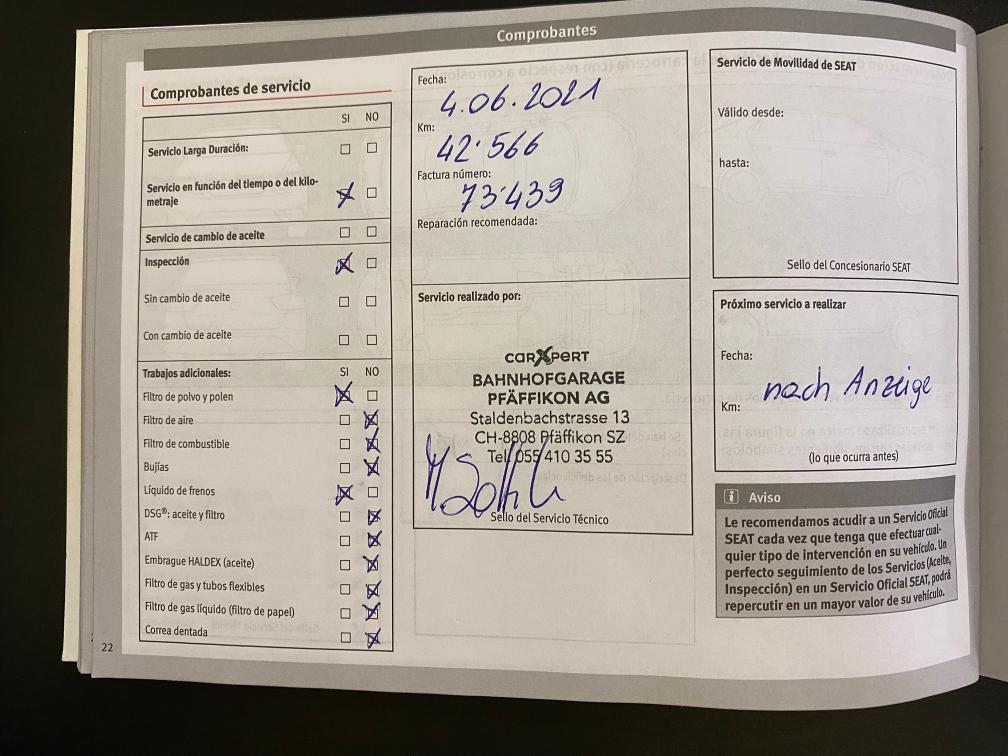 Comprobantes
Comprobantes de servicio
SI NO
Servicio Larga Duración:
Servicio en función del tiempo o del kilo-
metraje
Servicio de cambio de aceite
Inspección
Sin cambio de aceite
Con cambio de aceite
Trabajos adicionales: SI NO
Filtro de polvo y polen
Filtro de aire
Filtro de combustible
Bujías
Líquido de frenos
DSG®: aceite y filtro
ATF
Embrague HALDEX (aceite)
Filtro de gas y tubos flexibles
Filtro de gas líquido (filtro de papel)
Correa dentada
22
Fecha:
4.06.2021
Km:
42'566
Factura número:
73'439
Reparación recomendada:
Servicio realizado por:
carXpert
BAHNHOFGARAGE
PFÄFFIKON AG
Staldenbachstrasse 13
CH-8808 Pfäffikon SZ
Tel. 055 410 35 55
Sello del Servicio Técnico
Servicio de Movilidad de SEAT
Válido desde:
hasta:
Sello del Concesionario SEAT
Próximo servicio a realizar
Fecha:
nach Anzeige
Km:
(lo que ocurra antes)
i Aviso
Le recomendamos acudir a un Servicio Oficial
SEAT cada vez que tenga que efectuar cual-
quier tipo de intervención en su vehículo. Un
perfecto seguimiento de los Servicios (Aceite,
Inspección) en un Servicio Oficial SEAT, podrá
repercutir en un mayor valor de su vehículo.